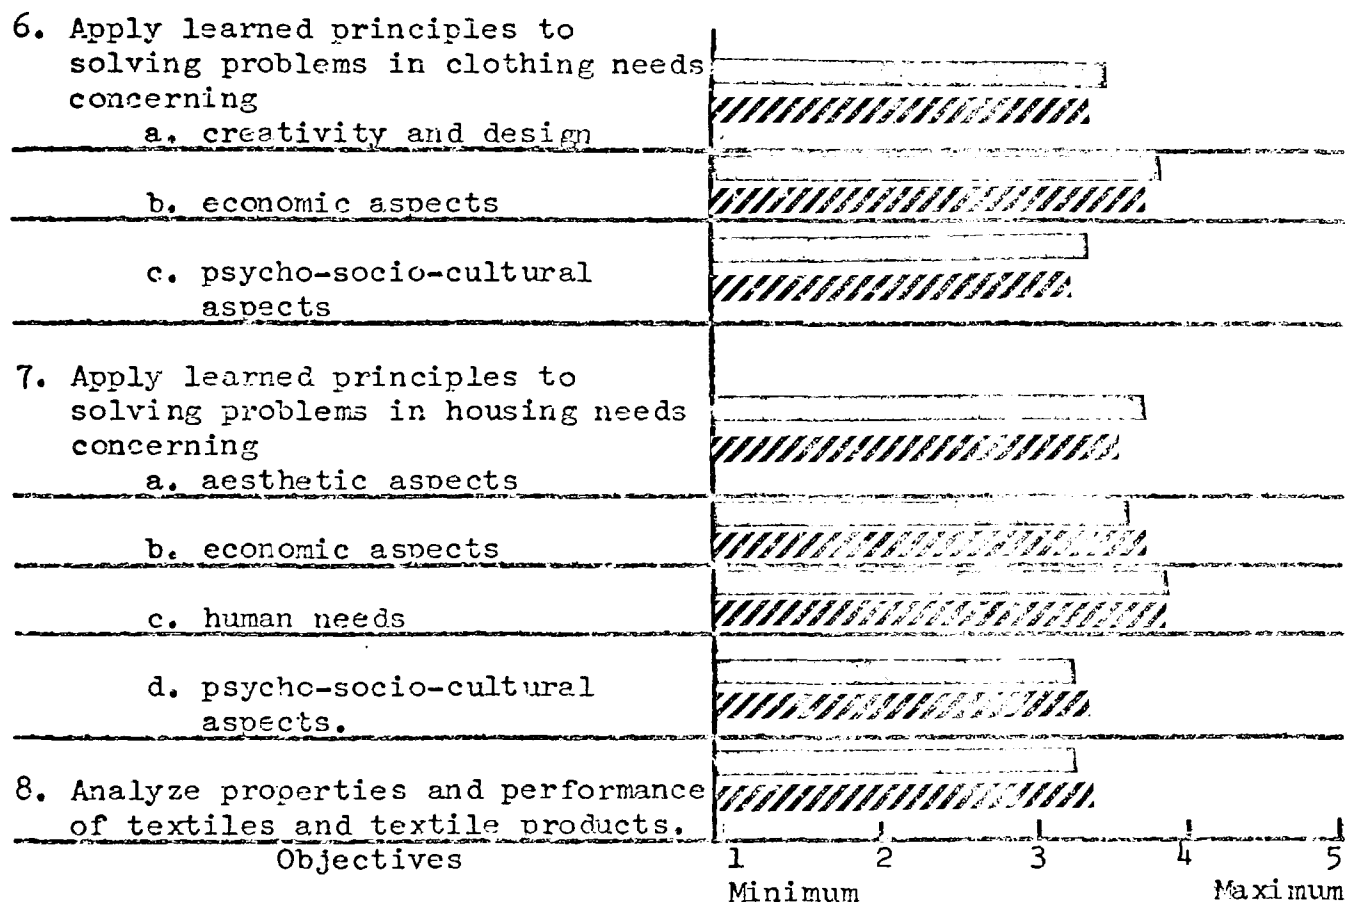 6. Apply learned principles to
solving problems in clothing needs
concerning
a. creativity and design
b. economic aspects
c. psycho-socio-cultural
aspects
7. Apply learned principles to
solving problems in housing needs
concerning
a. aesthetic aspects
b. economic aspects
c. human needs
d. psycho-socio-cultural
aspects.
8. Analyze properties and performance
of textiles and textile products.
Objectives
1 2 3 4 5
Minimum Maximum